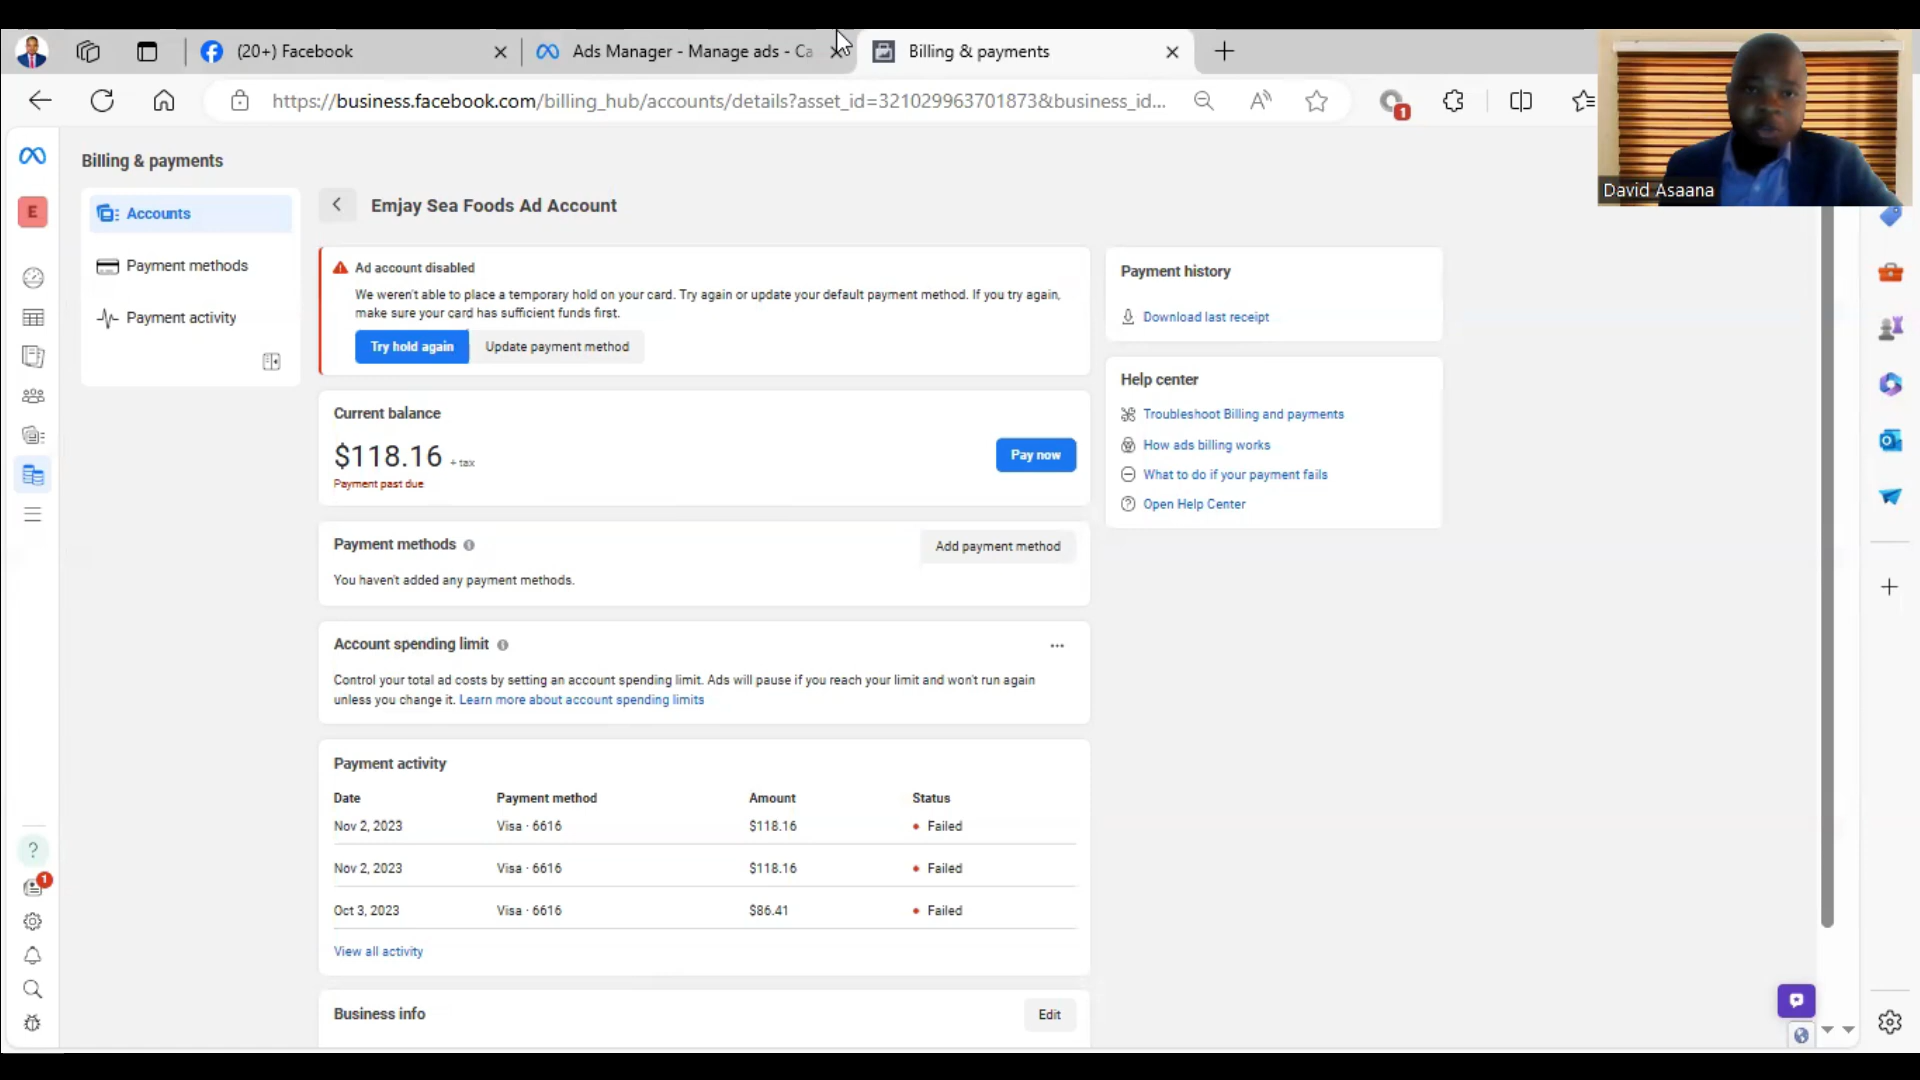 (20+) Facebook
Ads Manager - Manage ads - Ca
Billing & payments
https://business.facebook.com/billing_hub/accounts/details?asset_id=321029963701873&business_id...
A
1
David Asaana
Billing & payments
E
Accounts
Payment methods
Payment activity
Emjay Sea Foods Ad Account
Ad account disabled
We weren't able to place a temporary hold on your card. Try again or update your default payment method. If you try again,
make sure your card has sufficient funds first.
Try hold again
Update payment method
Current balance
$118.16 + tax
Payment past due
Pay now
Payment methods
Add payment method
You haven't added any payment methods.
Account spending limit
Control your total ad costs by setting an account spending limit. Ads will pause if you reach your limit and won't run again
unless you change it. Learn more about account spending limits
Payment activity
Date Payment method Amount Status
Nov 2, 2023 Visa · 6616 $118.16 Failed
Nov 2, 2023 Visa · 6616 $118.16 Failed
Oct 3, 2023 Visa · 6616 $86.41 Failed
View all activity
Business info
Edit
Payment history
Download last receipt
Help center
Troubleshoot Billing and payments
How ads billing works
What to do if your payment fails
Open Help Center
1